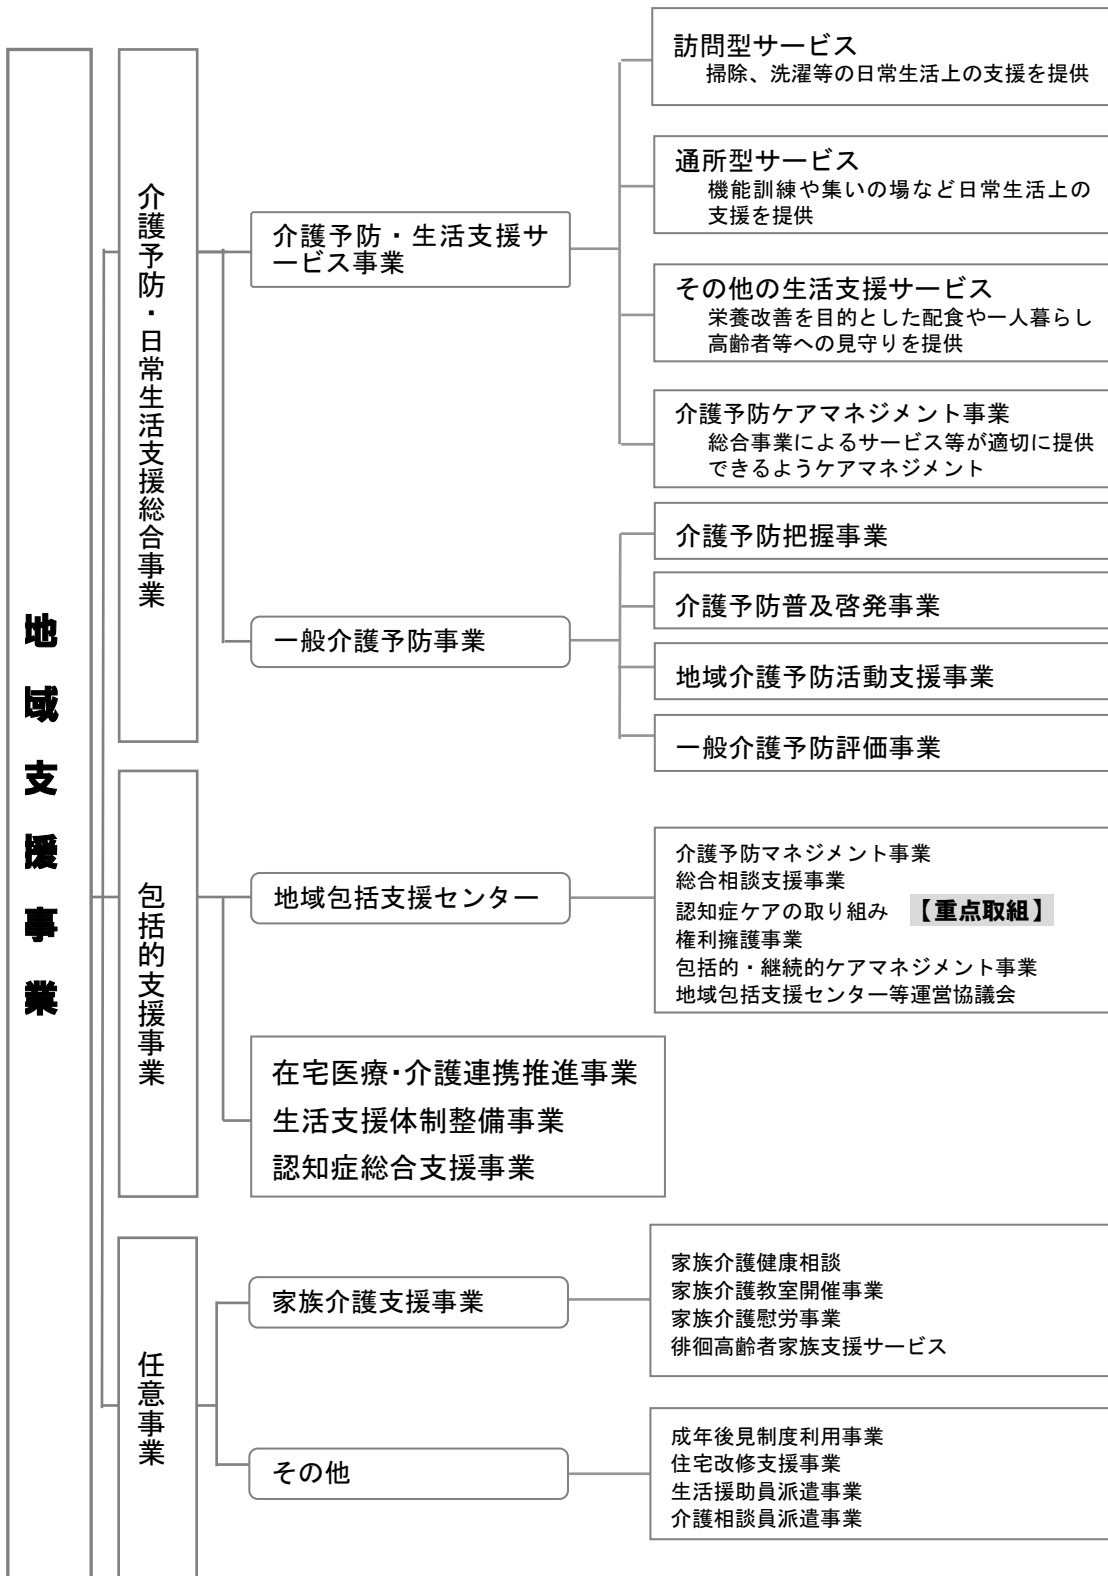 地域支援事業
介護予防・日常生活支援総合事業
介護予防・生活支援サ
ービス事業
訪問型サービス
掃除、洗濯等の日常生活上の支援を提供
通所型サービス
機能訓練や集いの場など日常生活上の
支援を提供
その他の生活支援サービス
栄養改善を目的とした配食や一人暮らし
高齢者等への見守りを提供
介護予防ケアマネジメント事業
総合事業によるサービス等が適切に提供
できるようケアマネジメント
一般介護予防事業
介護予防把握事業
介護予防普及啓発事業
地域介護予防活動支援事業
一般介護予防評価事業
包括的支援事業
地域包括支援センター
介護予防マネジメント事業
総合相談支援事業
認知症ケアの取り組み 【重点取組】
権利擁護事業
包括的・継続的ケアマネジメント事業
地域包括支援センター等運営協議会
在宅医療・介護連携推進事業
生活支援体制整備事業
認知症総合支援事業
任意事業
家族介護支援事業
家族介護健康相談
家族介護教室開催事業
家族介護慰労事業
徘徊高齢者家族支援サービス
その他
成年後見制度利用事業
住宅改修支援事業
生活援助員派遣事業
介護相談員派遣事業